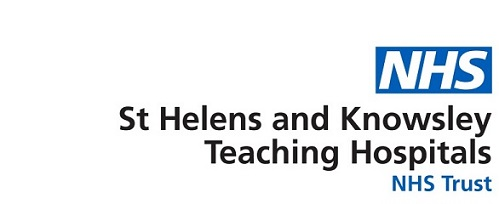 NHS
St Helens and Knowsley
Teaching Hospitals
NHS Trust